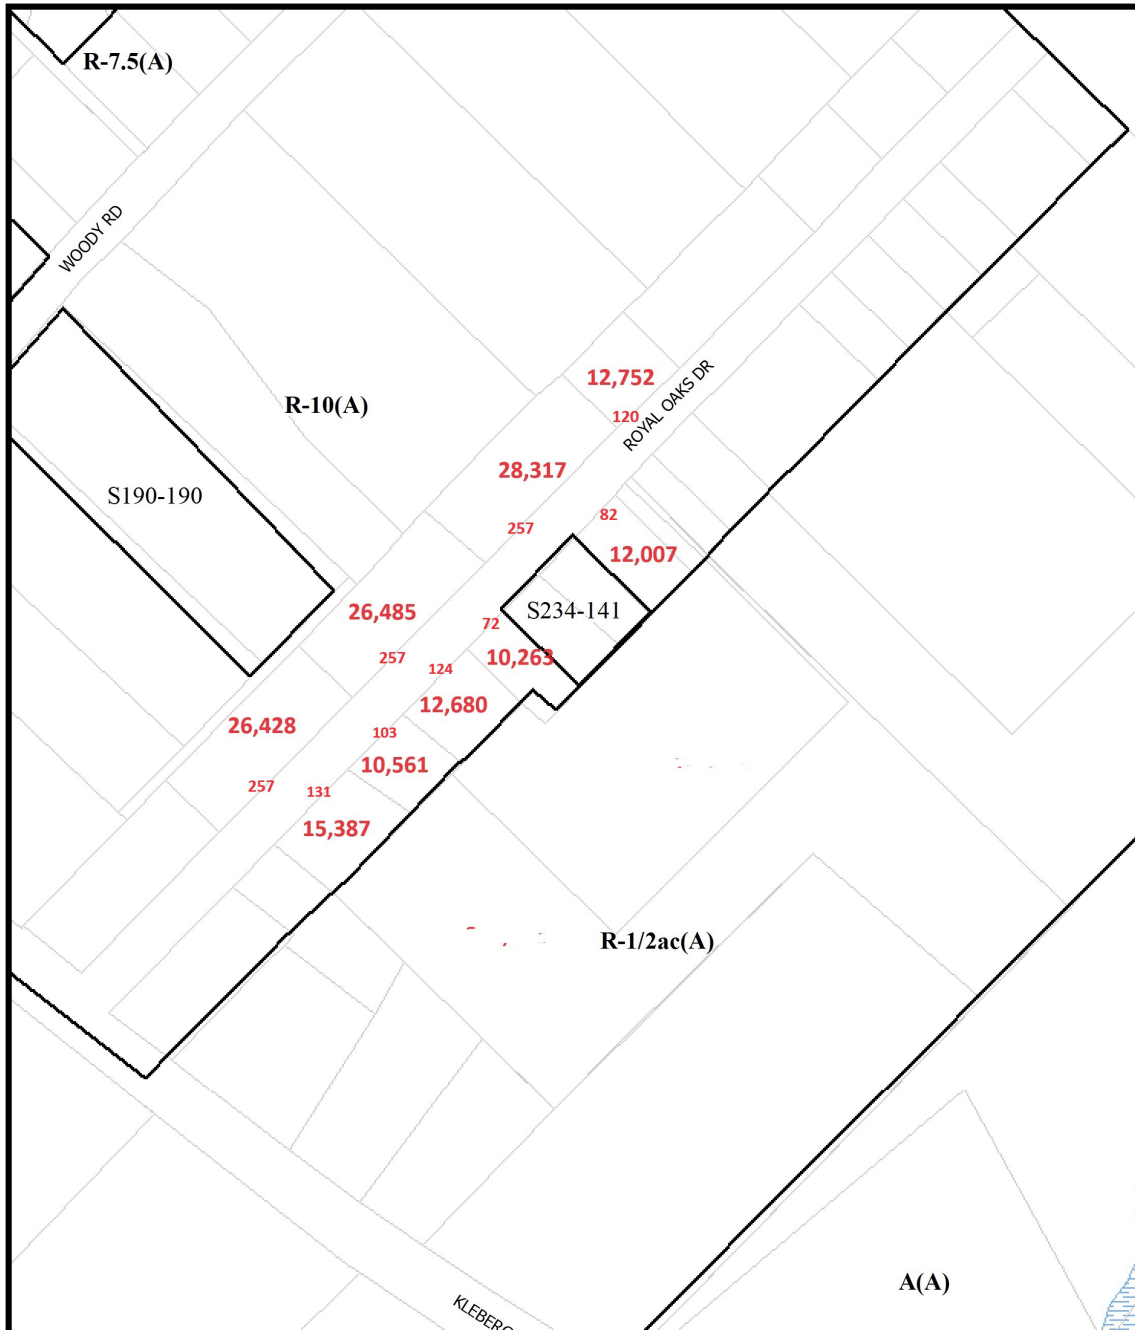 R-7.5(A)
WOODY RD
12,752
R-10(A)
120
ROYAL OAKS DR
28,317
S190-190
257
82
12,007
26,485
S234-141
72
257
124
10,263
12,680
26,428
103
10,561
257
131
15,387
R-1/2ac(A)
A(A)